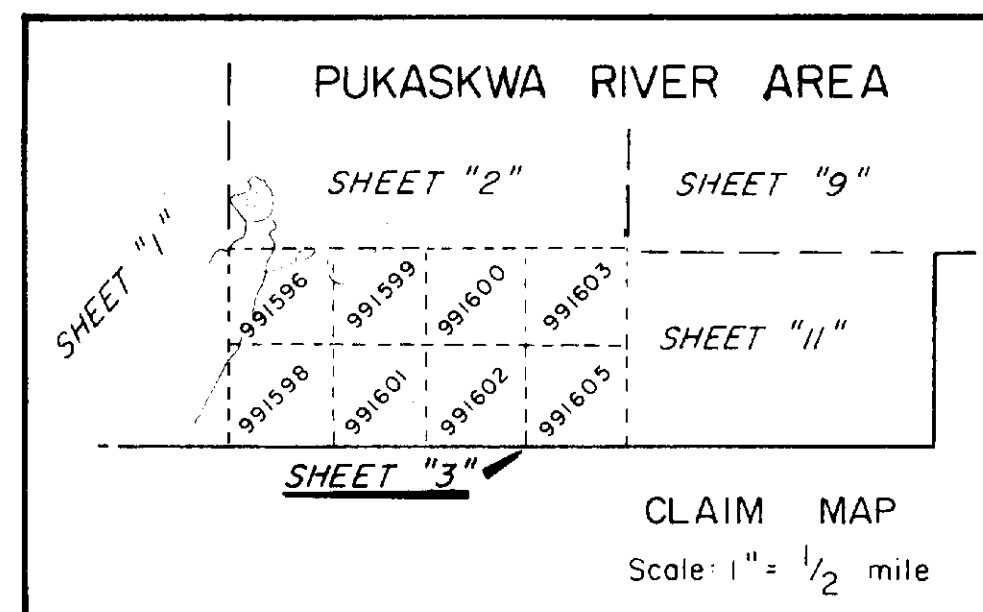 PUKASKWA RIVER AREA
SHEET "2"
SHEET "9"
SHEET "1"
991596
991599
991600
991603
SHEET "11"
991598
991601
991602
991605
SHEET "3"
CLAIM MAP
Scale: 1" = 1/2 mile